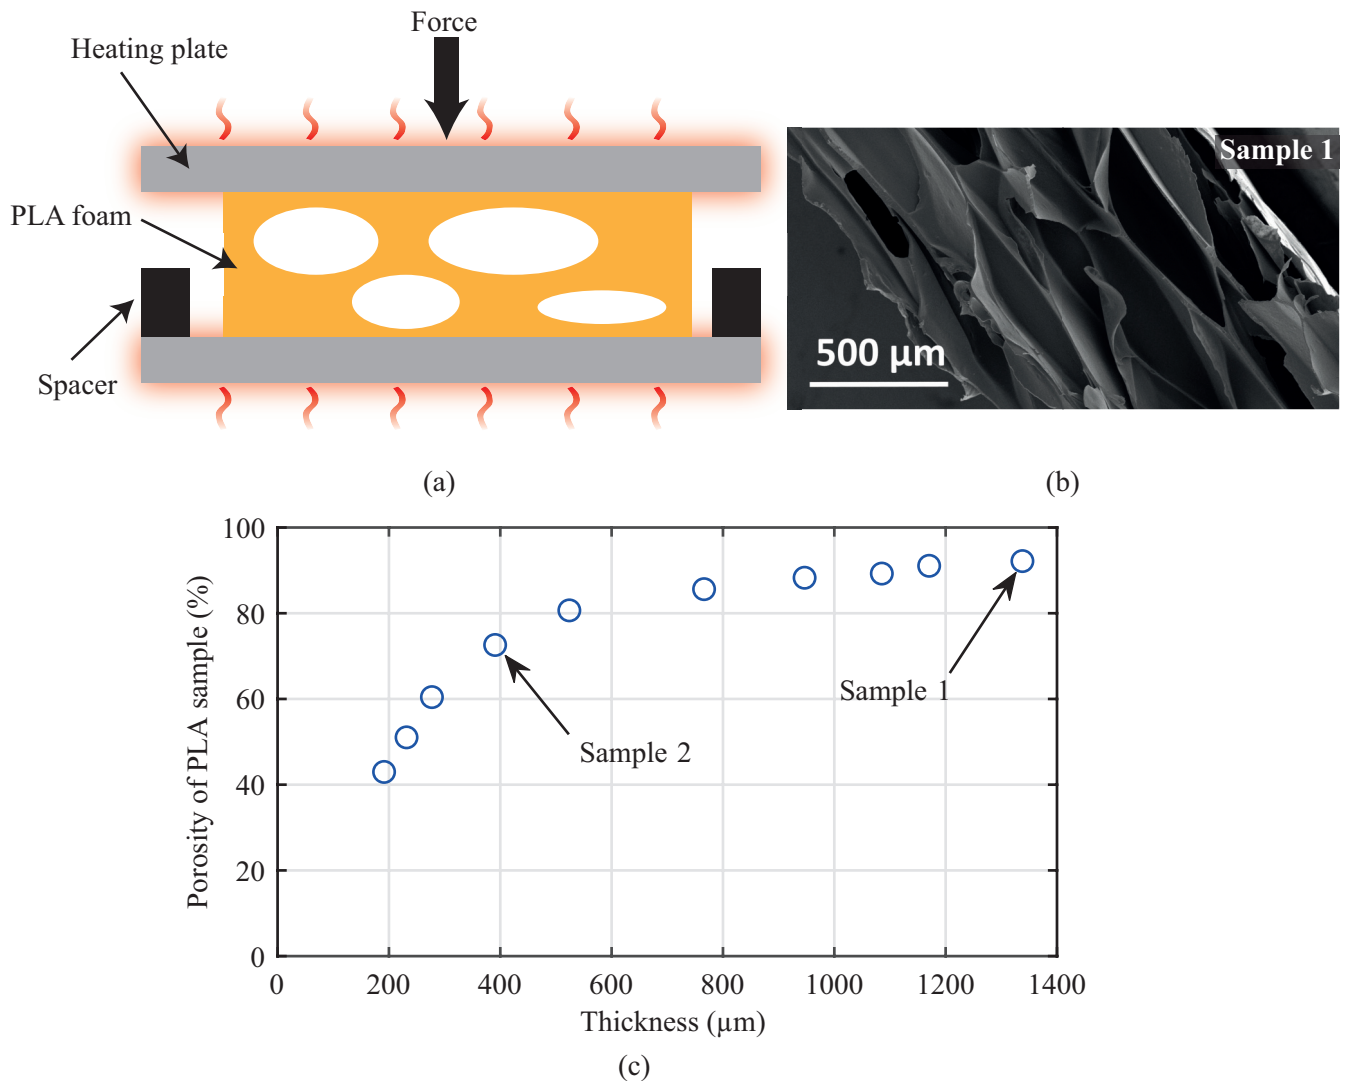 Force
Heating plate
PLA foam
Spacer
(a)
Sample 1
500 µm
(b)
Porosity of PLA sample (%)
100
80
60
40
20
0
Sample 1
Sample 2
0 200 400 600 800 1000 1200 1400
Thickness (µm)
(c)